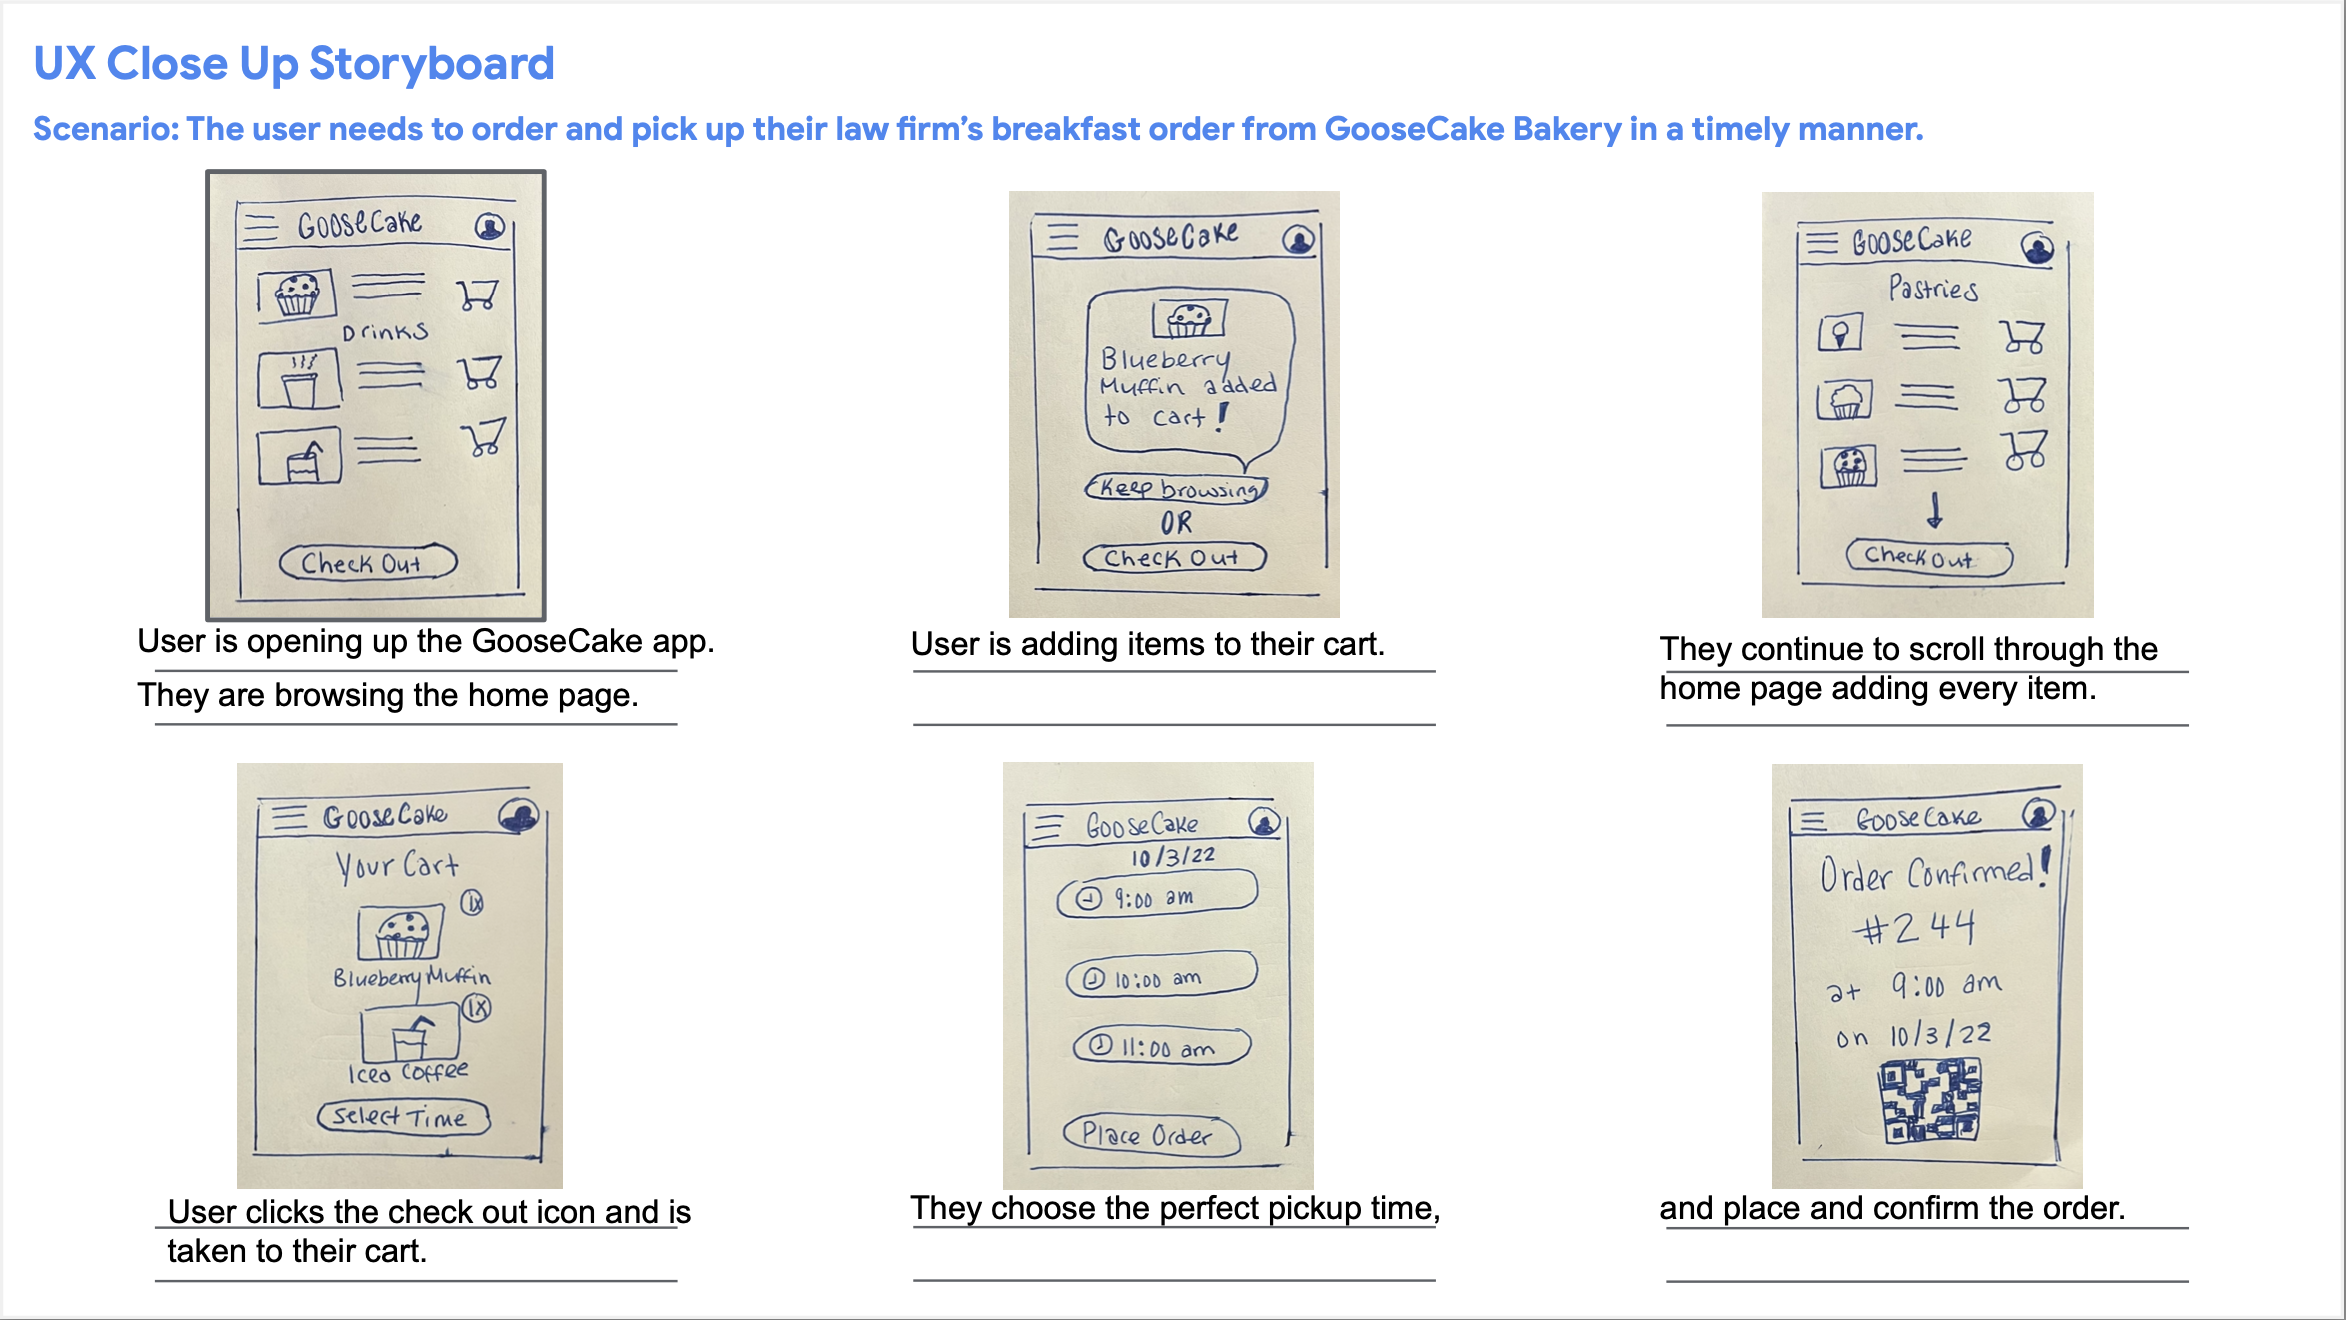 UX Close Up Storyboard
Scenario: The user needs to order and pick up their law firm's breakfast order from GooseCake Bakery in a timely manner.
GooseCake
Drinks
Check Out
User is opening up the GooseCake app.
They are browsing the home page.
GooseCake
Blueberry
Muffin added
to cart!
Keep browsing
OR
Check Out
User is adding items to their cart.
GooseCake
Pastries
Check Out
They continue to scroll through the
home page adding every item.
GooseCake
Your Cart
1x
Blueberry Muffin
1x
Iced Coffee
Select Time
User clicks the check out icon and is
taken to their cart.
GooseCake
10/3/22
9:00 am
10:00 am
11:00 am
Place Order
They choose the perfect pickup time,
GooseCake
Order Confirmed!
#244
at 9:00 am
on 10/3/22
and place and confirm the order.